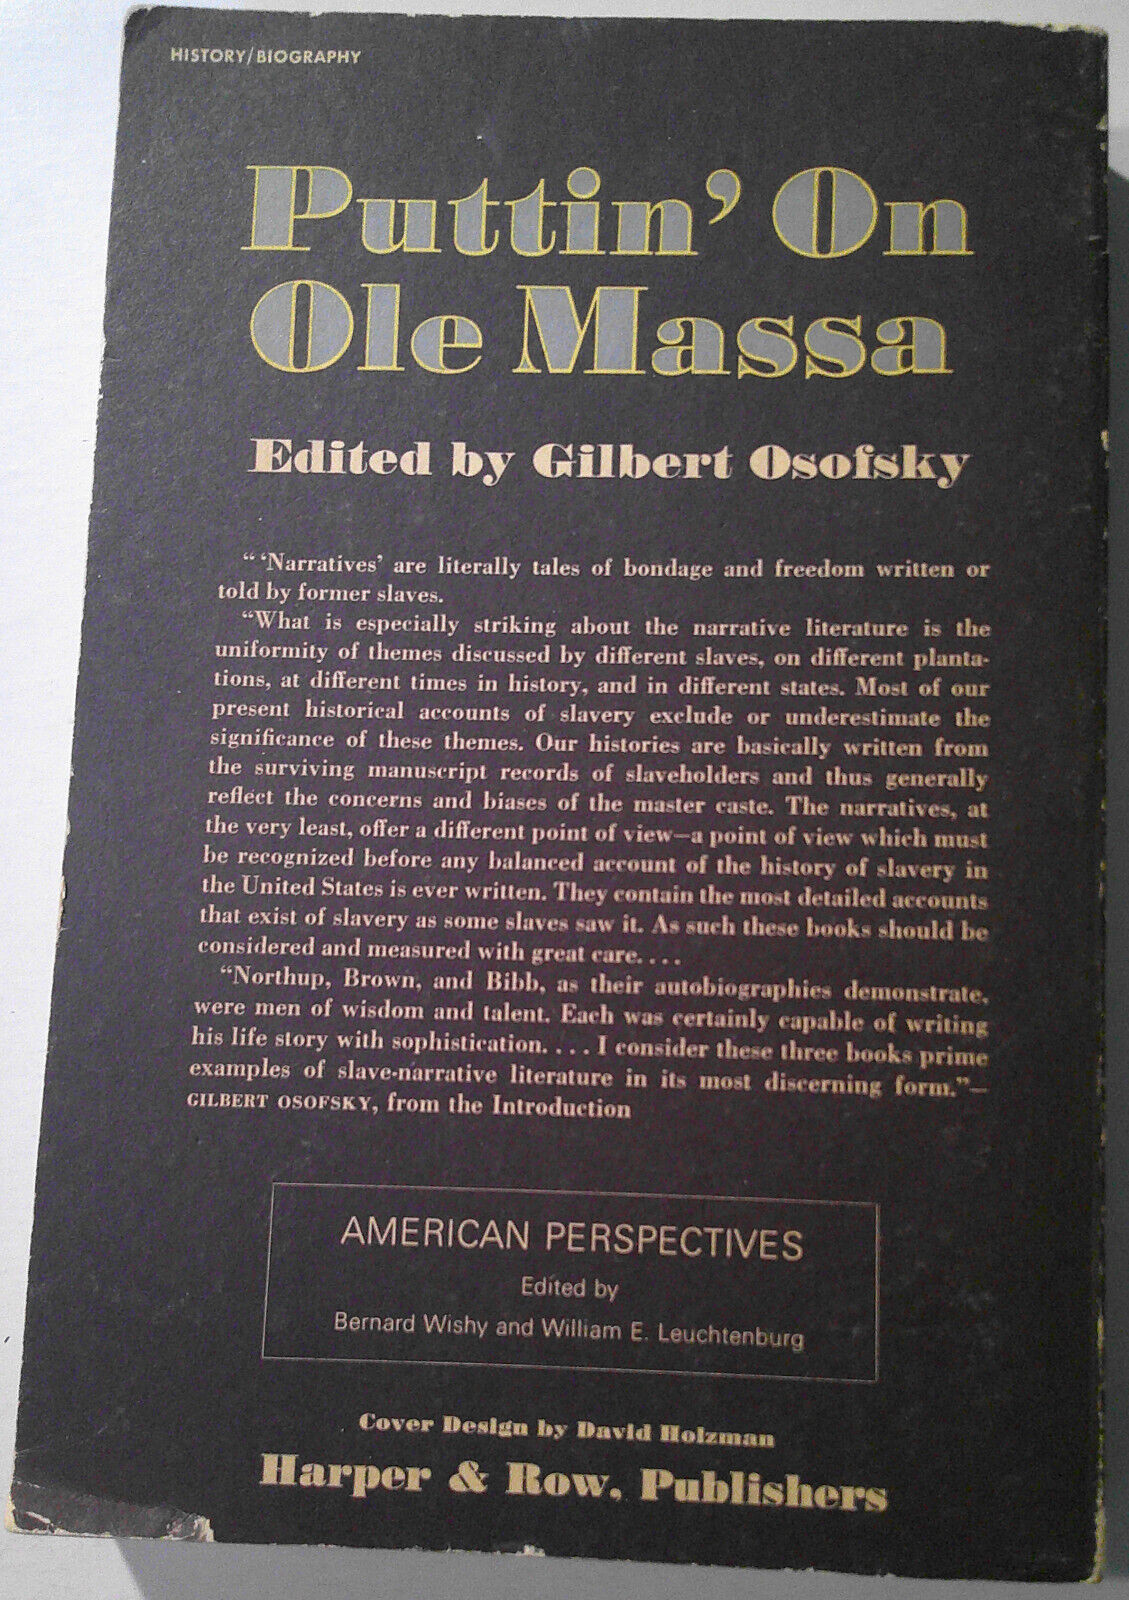 HISTORY/BIOGRAPHY
Puttin' On
Ole Massa
Edited by Gilbert Osofsky
“ ‘Narratives’ are literally tales of bondage and freedom written or
told by former slaves.
“What is especially striking about the narrative literature is the
uniformity of themes discussed by different slaves, on different planta-
tions, at different times in history, and in different states. Most of our
present historical accounts of slavery exclude or underestimate the
significance of these themes. Our histories are basically written from
the surviving manuscript records of slaveholders and thus generally
reflect the concerns and biases of the master caste. The narratives, at
the very least, offer a different point of view—a point of view which must
be recognized before any balanced account of the history of slavery in
the United States is ever written. They contain the most detailed accounts
that exist of slavery as some slaves saw it. As such these books should be
considered and measured with great care. . . .
“Northup, Brown, and Bibb, as their autobiographies demonstrate,
were men of wisdom and talent. Each was certainly capable of writing
his life story with sophistication. . . . I consider these three books prime
examples of slave-narrative literature in its most discerning form.”—
GILBERT OSOFSKY, from the Introduction
AMERICAN PERSPECTIVES
Edited by
Bernard Wishy and William E. Leuchtenburg
Cover Design by David Holzman
Harper & Row, Publishers